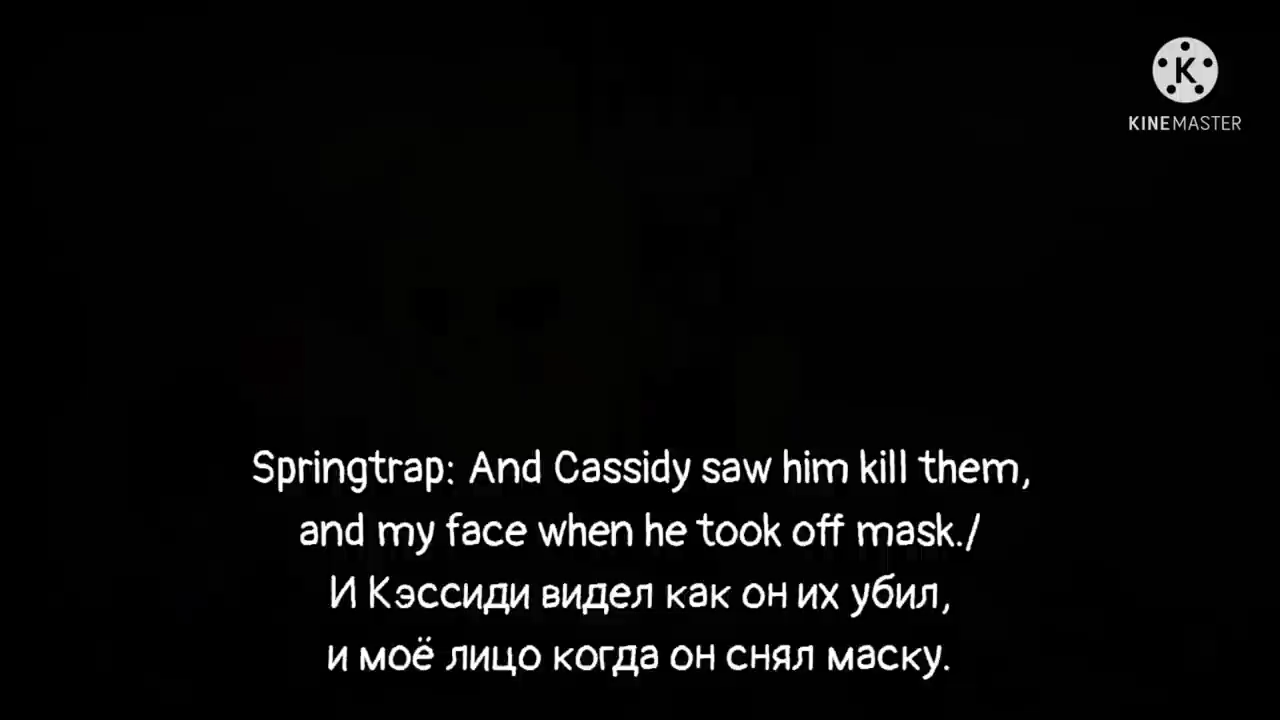 K
KINEMASTER
Springtrap: And Cassidy saw him kill them,
and my face when he took off mask./
И Кэссиди видел как он их убил,
и моё лицо когда он снял маску.